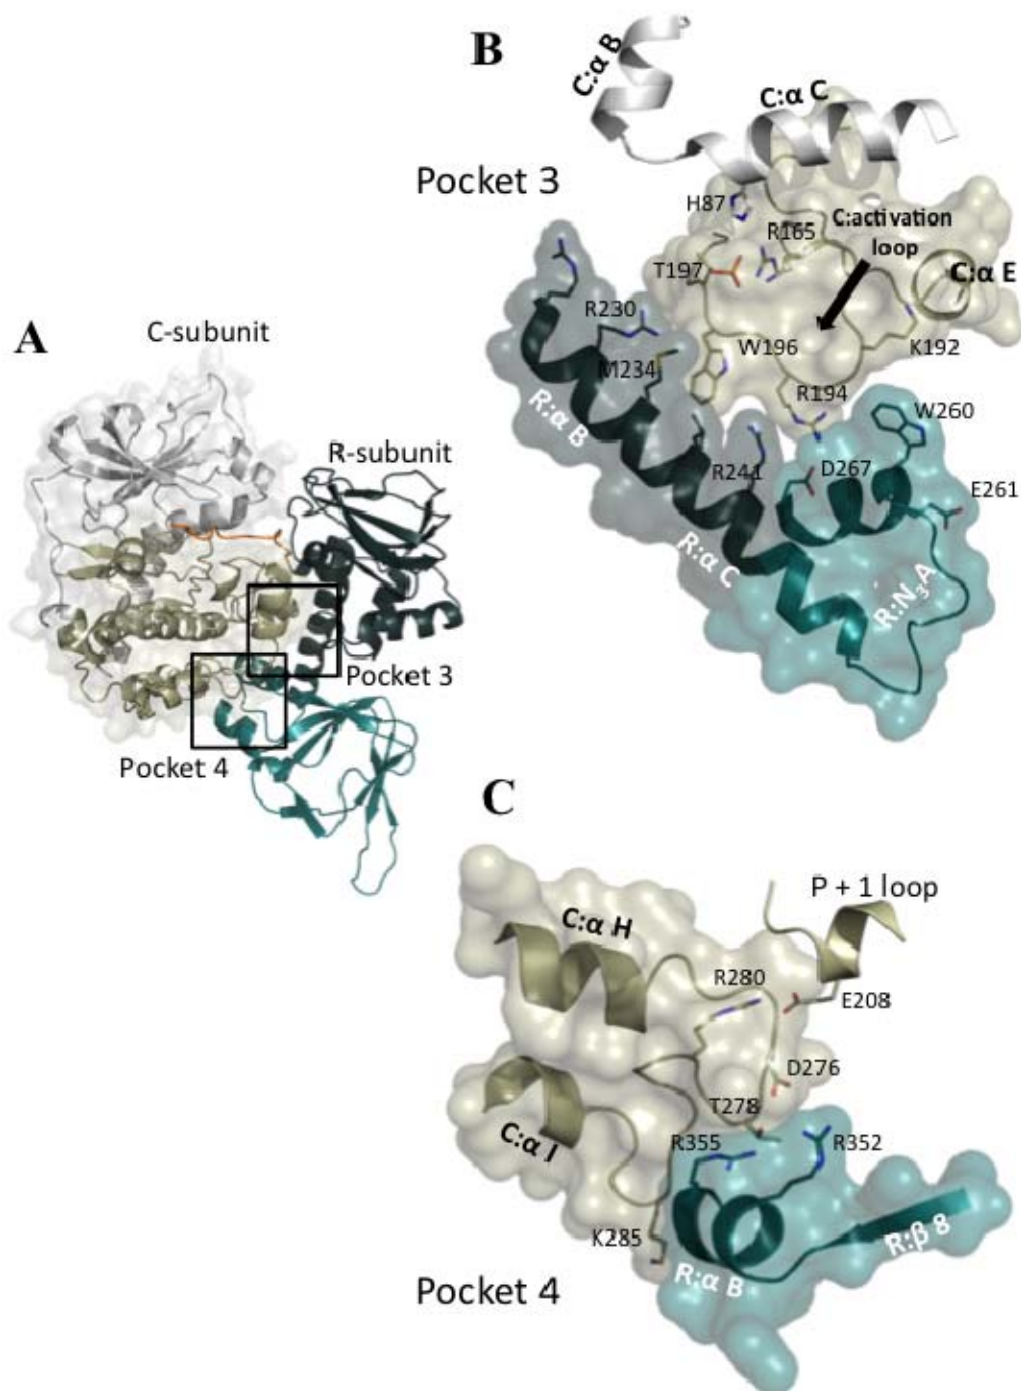 A
C-subunit
R-subunit
Pocket 3
Pocket 4
B
Pocket 3
C:α B
C:α C
H87
R165
C:activation
loop
T197
C:α E
R230
W196
K192
M234
R194
W260
R:α B
R241
D267
E261
R:α C
R:N3A
C
P + 1 loop
C:α H
R280
E208
D276
T278
C:α I
R355
R352
K285
R:α B
R:β 8
Pocket 4